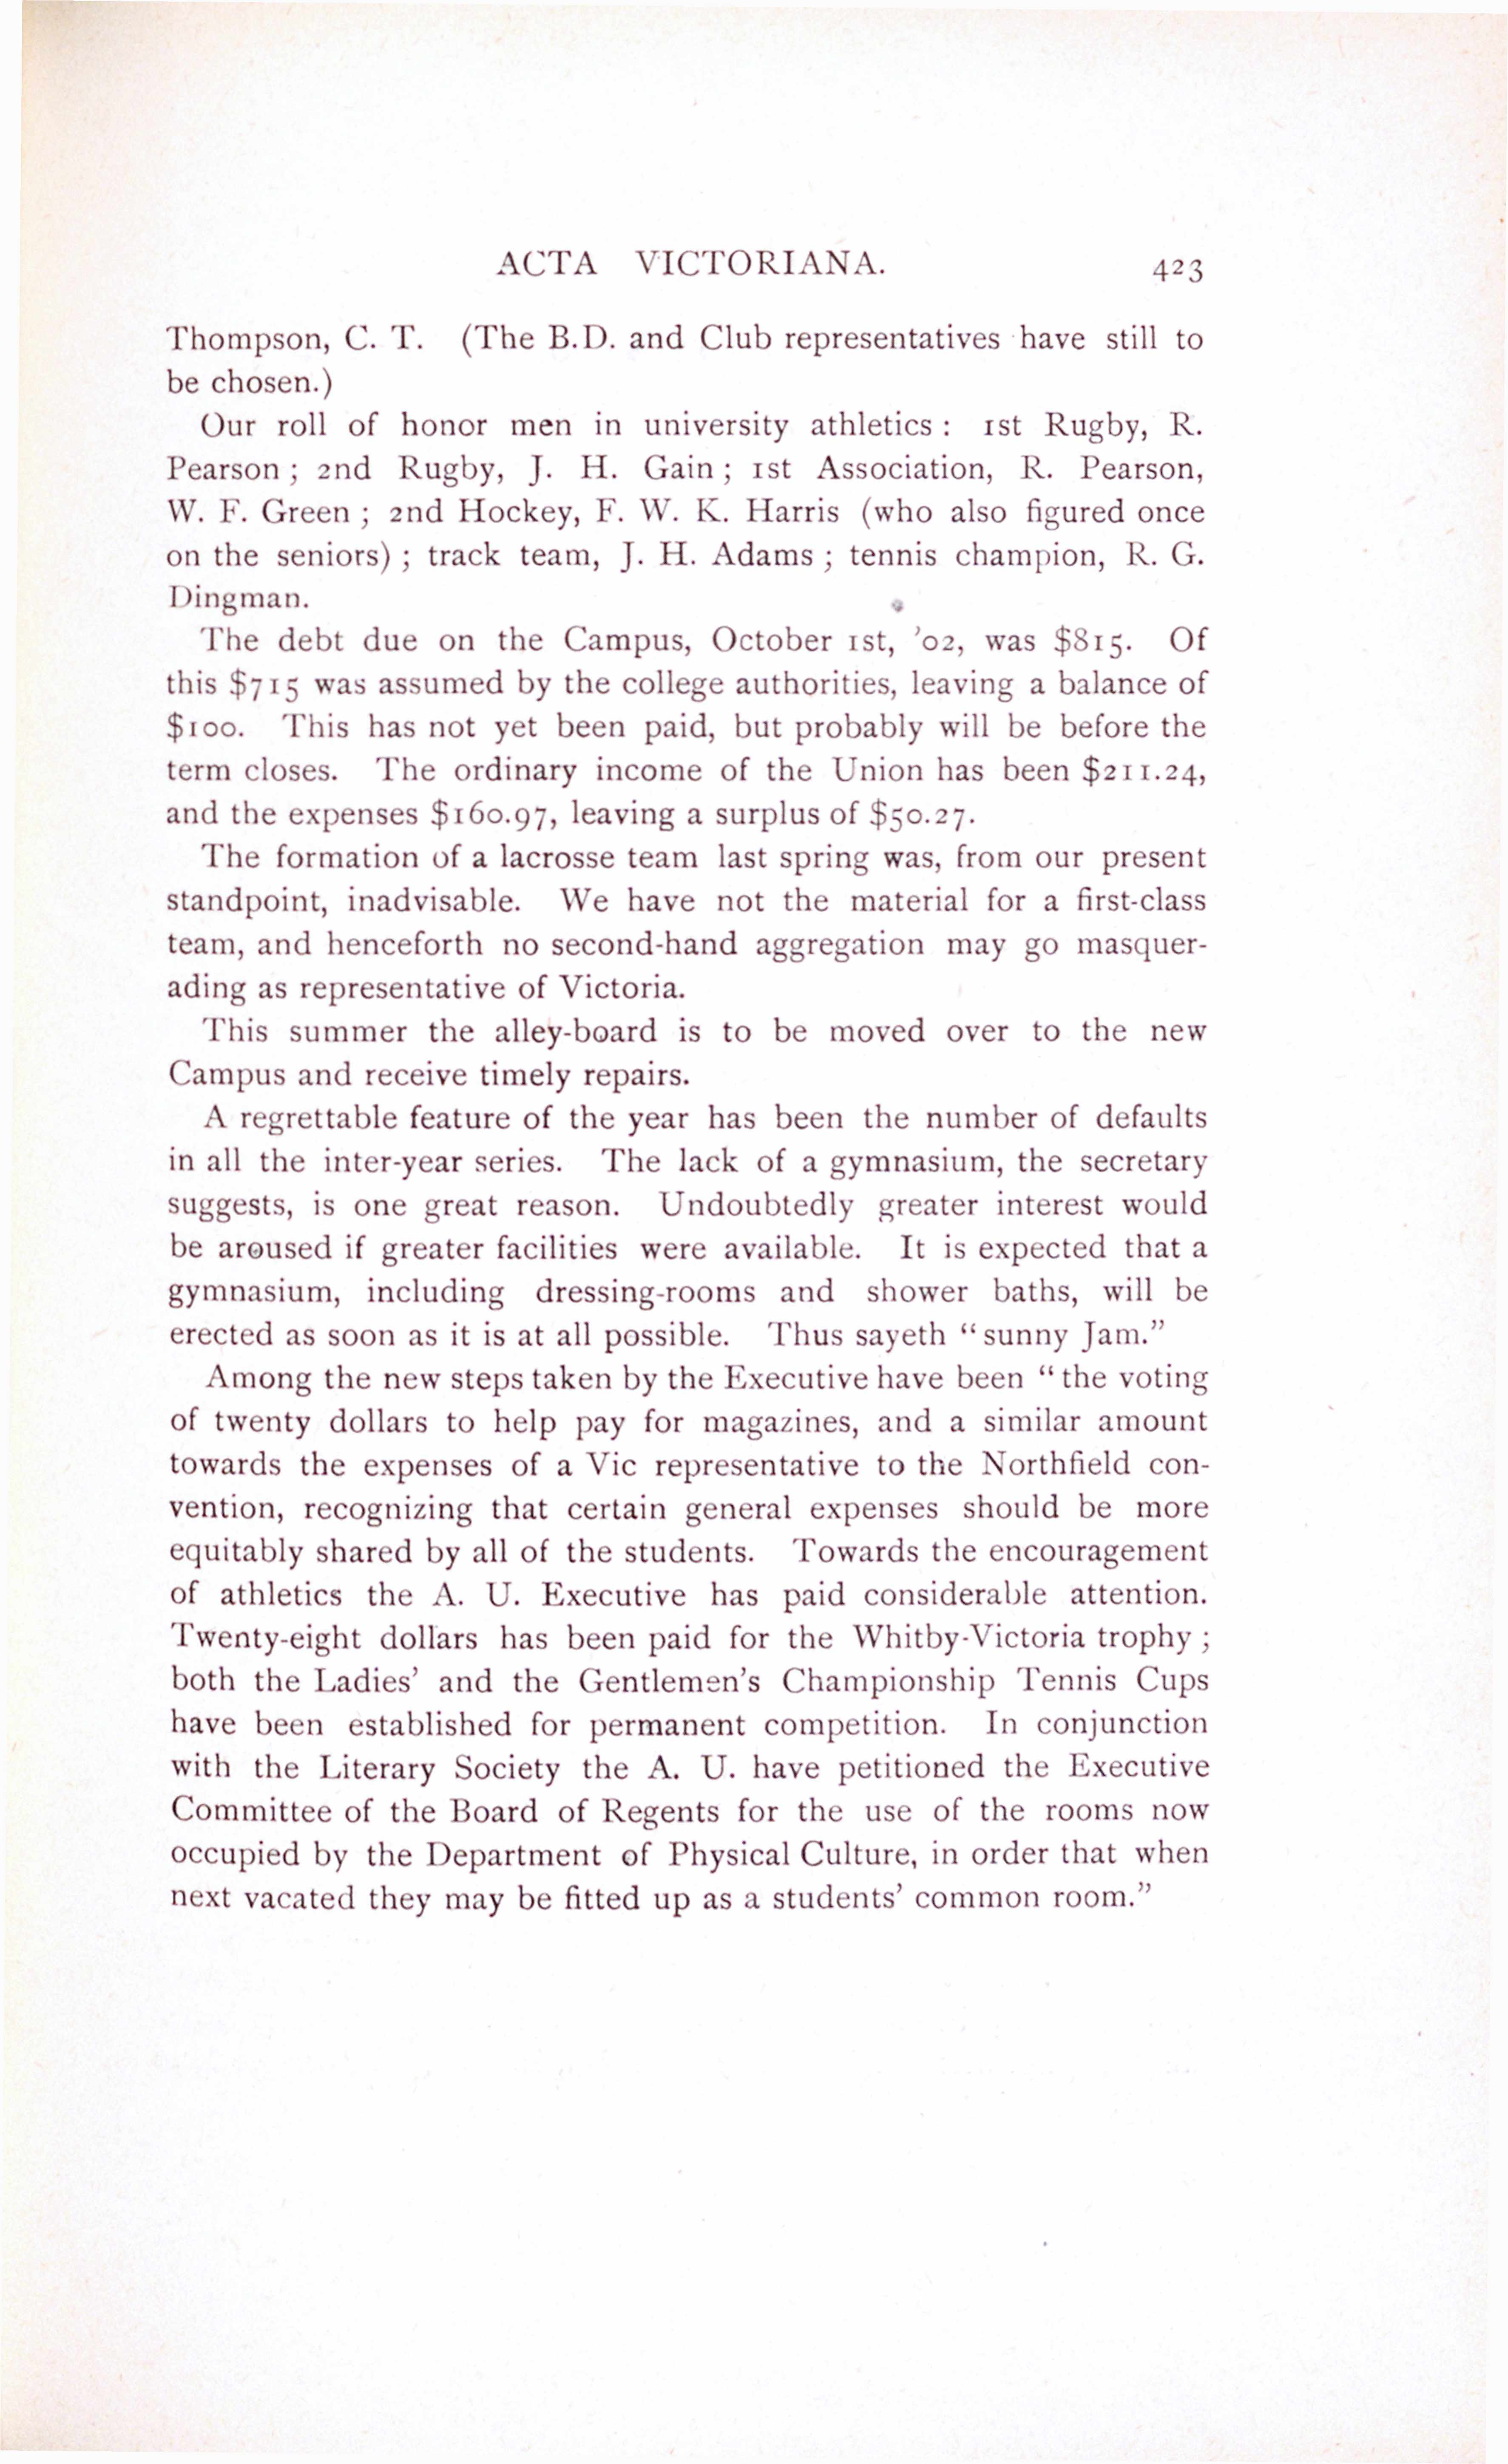 ACTA VICTORIANA. 423
Thompson, C. T. (The B.D. and Club representatives have still to
be chosen.)
Our roll of honor men in university athletics : 1st Rugby, R.
Pearson ; 2nd Rugby, J. H. Gain ; 1st Association, R. Pearson,
W. F. Green ; 2nd Hockey, F. W. K. Harris (who also figured once
on the seniors) ; track team, J. H. Adams ; tennis champion, R. G.
Dingman.
The debt due on the Campus, October 1st, ’02, was $815. Of
this $715 was assumed by the college authorities, leaving a balance of
$100. This has not yet been paid, but probably will be before the
term closes. The ordinary income of the Union has been $211.24,
and the expenses $160.97, leaving a surplus of $50.27.
The formation of a lacrosse team last spring was, from our present
standpoint, inadvisable. We have not the material for a first-class
team, and henceforth no second-hand aggregation may go masquer-
ading as representative of Victoria.
This summer the alley-board is to be moved over to the new
Campus and receive timely repairs.
A regrettable feature of the year has been the number of defaults
in all the inter-year series. The lack of a gymnasium, the secretary
suggests, is one great reason. Undoubtedly greater interest would
be aroused if greater facilities were available. It is expected that a
gymnasium, including dressing-rooms and shower baths, will be
erected as soon as it is at all possible. Thus sayeth “sunny Jam.”
Among the new steps taken by the Executive have been “the voting
of twenty dollars to help pay for magazines, and a similar amount
towards the expenses of a Vic representative to the Northfield con-
vention, recognizing that certain general expenses should be more
equitably shared by all of the students. Towards the encouragement
of athletics the A. U. Executive has paid considerable attention.
Twenty-eight dollars has been paid for the Whitby-Victoria trophy ;
both the Ladies’ and the Gentlemen’s Championship Tennis Cups
have been established for permanent competition. In conjunction
with the Literary Society the A. U. have petitioned the Executive
Committee of the Board of Regents for the use of the rooms now
occupied by the Department of Physical Culture, in order that when
next vacated they may be fitted up as a students’ common room.”